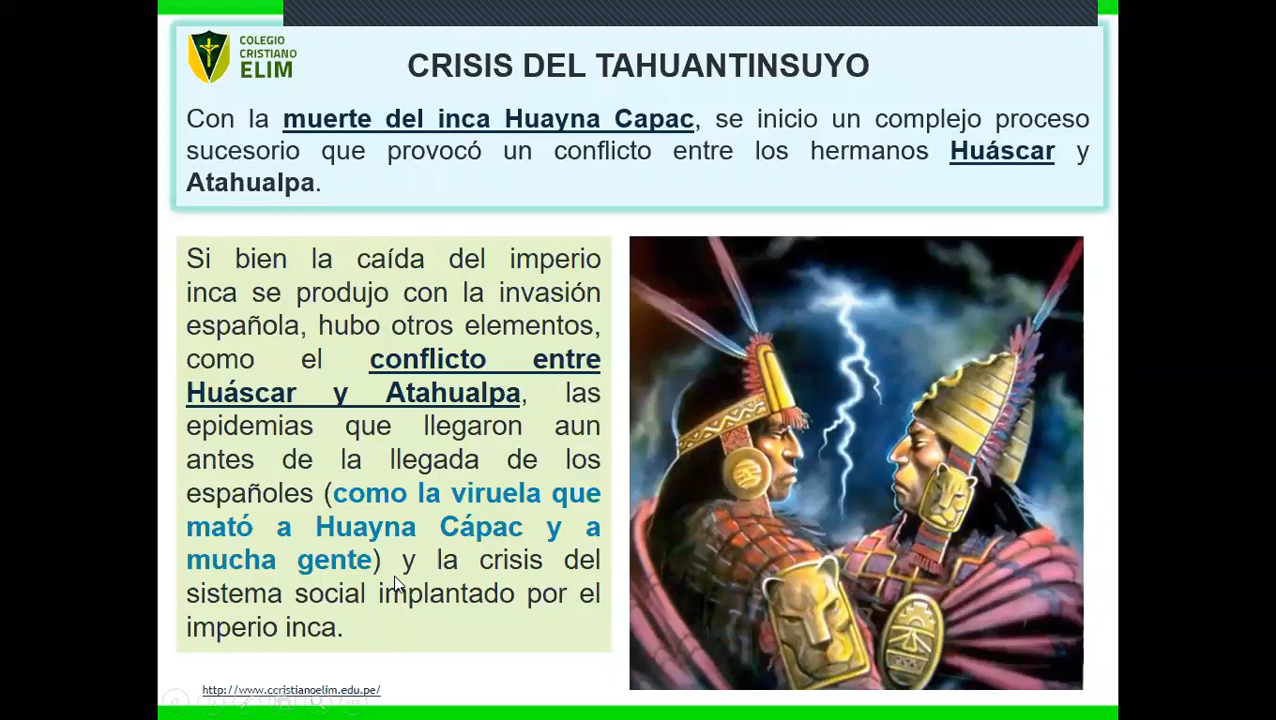 COLEGIO
CRISTIANO
ELIM
CRISIS DEL TAHUANTINSUYO
Con la muerte del inca Huayna Capac, se inicio un complejo proceso
sucesorio que provocó un conflicto entre los hermanos Huáscar y
Atahualpa.
Si bien la caída del imperio
inca se produjo con la invasión
española, hubo otros elementos,
como el conflicto entre
Huáscar y Atahualpa, las
epidemias que llegaron aun
antes de la llegada de los
españoles (como la viruela que
mató a Huayna Cápac y a
mucha gente) y la crisis del
sistema social implantado por el
imperio inca.
http://www.ccristianoelim.edu.pe/